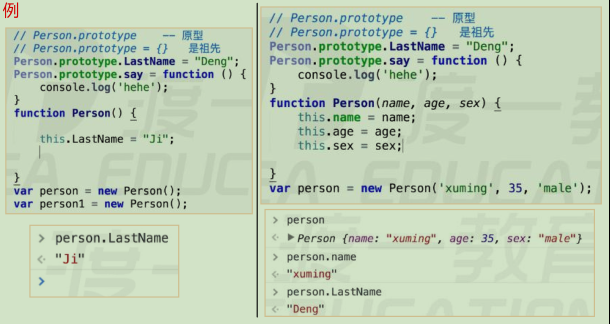 例
// Person.prototype    -- 原型
// Person.prototype = {}   是祖先
Person.prototype.LastName = "Deng";
Person.prototype.say = function () {
    console.log('hehe');
}
function Person() {
    this.LastName = "Ji";
}
var person = new Person();
var person1 = new Person();
> person.LastName
< "Ji"
>
// Person.prototype    -- 原型
// Person.prototype = {}   是祖先
Person.prototype.LastName = "Deng";
Person.prototype.say = function () {
    console.log('hehe');
}
function Person(name, age, sex) {
    this.name = name;
    this.age = age;
    this.sex = sex;
}
var person = new Person('xuming', 35, 'male');
> person
< ▶Person {name: "xuming", age: 35, sex: "male"}
> person.name
< "xuming"
> person.LastName
< "Deng"